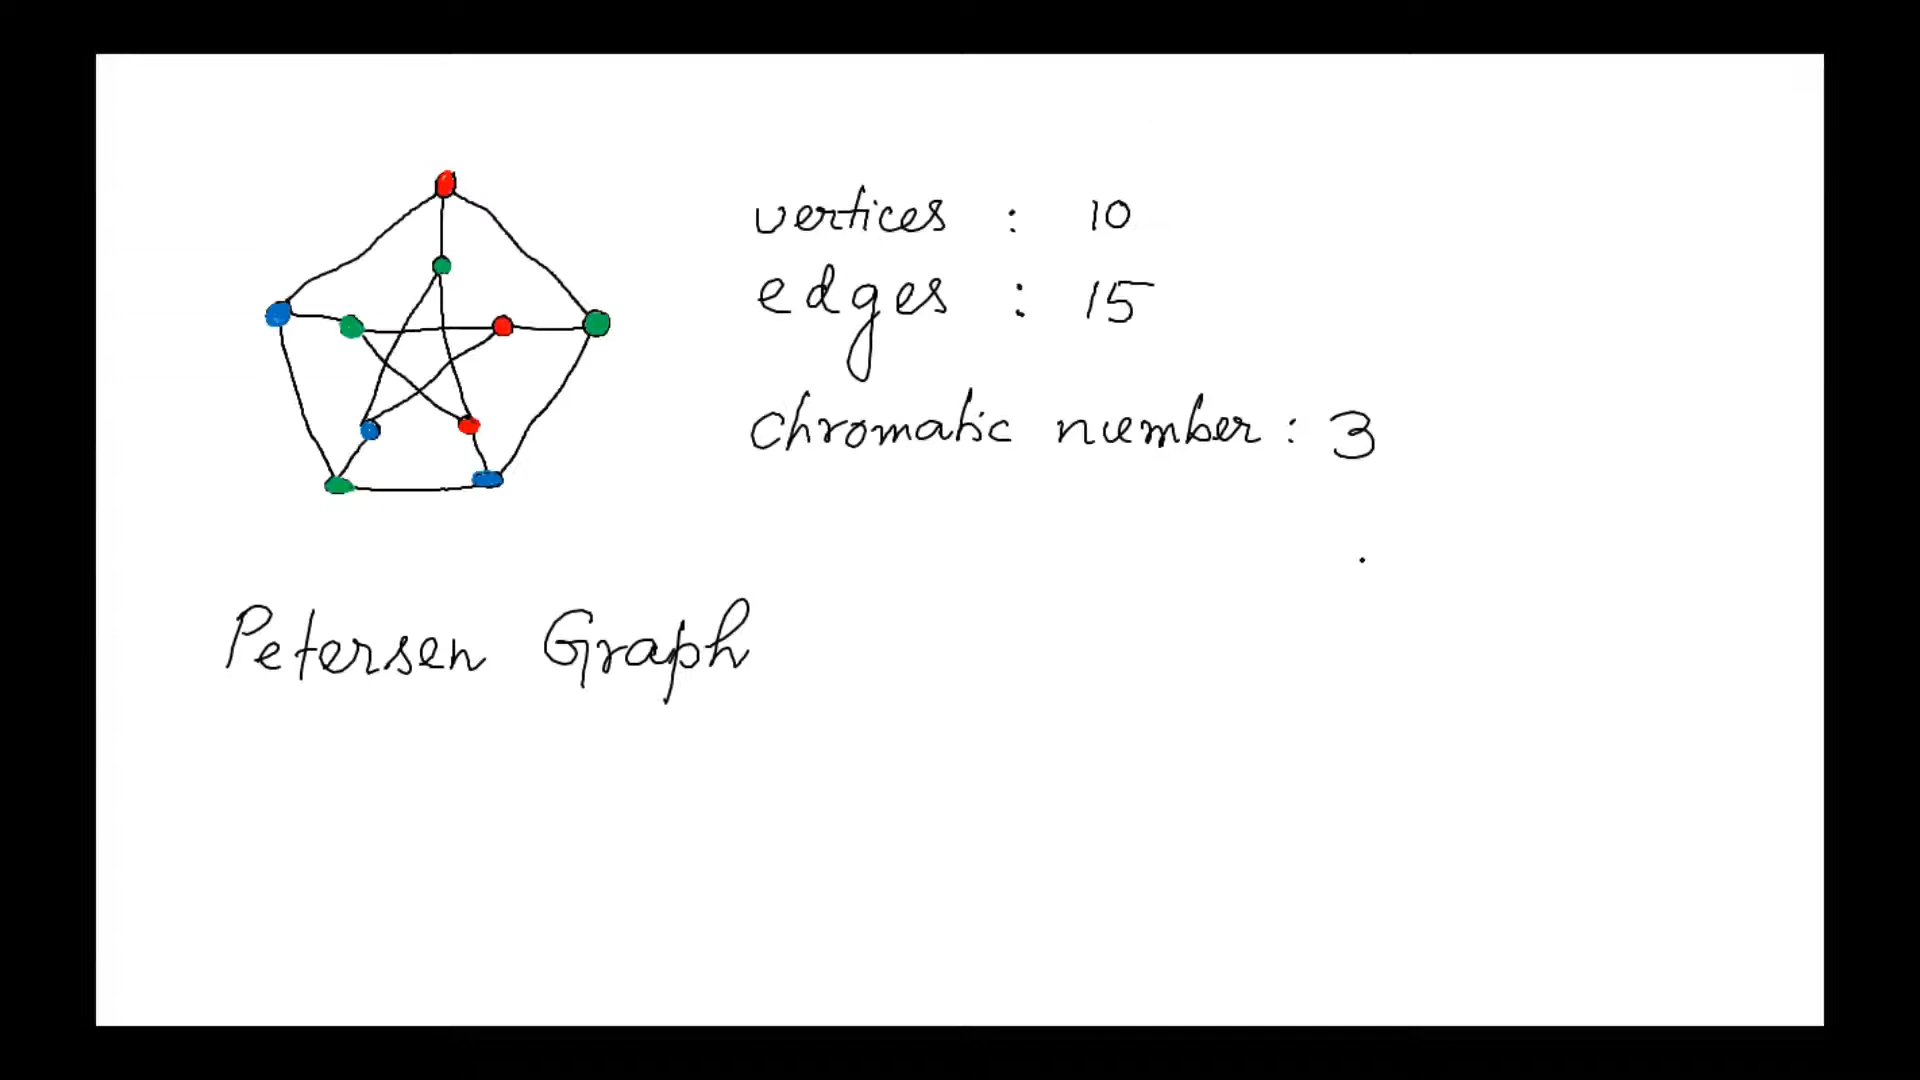 vertices : 10
edges : 15
chromatic number : 3
Petersen Graph